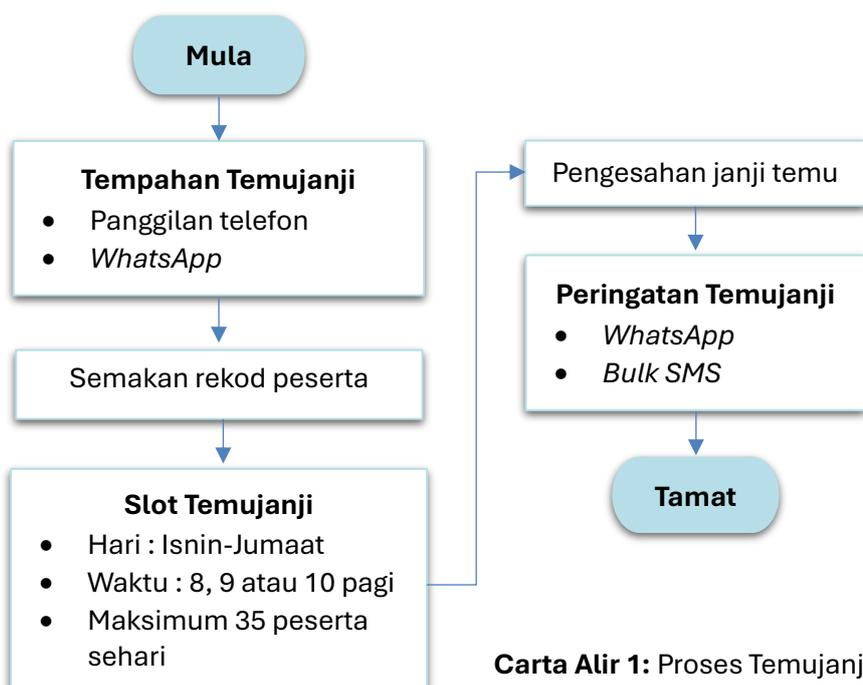 Mula
Tempahan Temujanji
• Panggilan telefon
• WhatsApp
Semakan rekod peserta
Slot Temujanji
• Hari : Isnin-Jumaat
• Waktu : 8, 9 atau 10 pagi
• Maksimum 35 peserta
sehari
Pengesahan janji temu
Peringatan Temujanji
• WhatsApp
• Bulk SMS
Tamat
Carta Alir 1: Proses Temujanj